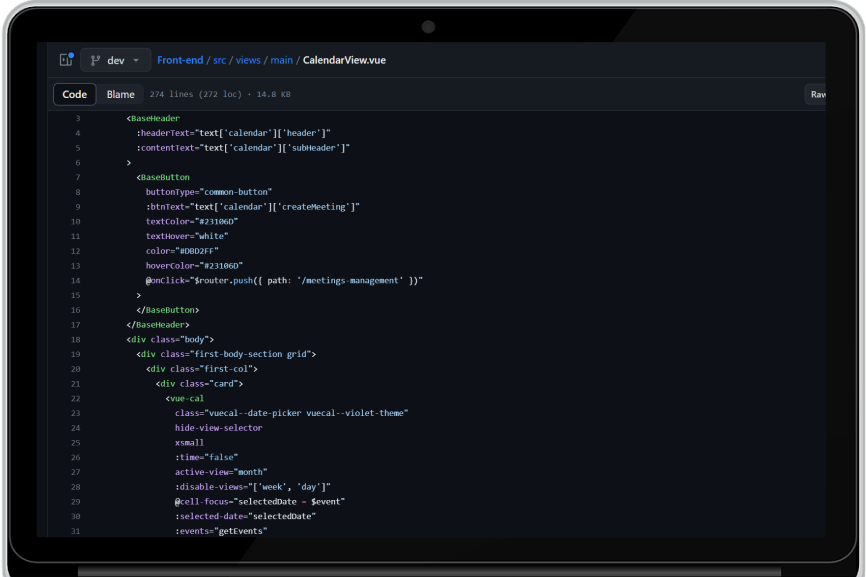 dev Front-end / src / views / main / CalendarView.vue
Code Blame 274 lines (272 loc) · 14.8 KB Raw
3 <BaseHeader
4 :headerText="text['calendar']['header']"
5 :contentText="text['calendar']['subHeader']"
6 >
7 <BaseButton
8 buttonType="common-button"
9 :btnText="text['calendar']['createMeeting']"
10 textColor="#23106D"
11 textHover="white"
12 color="#DBD2FF"
13 hoverColor="#23106D"
14 @onClick="$router.push({ path: '/meetings-management' })"
15 >
16 </BaseButton>
17 </BaseHeader>
18 <div class="body">
19 <div class="first-body-section grid">
20 <div class="first-col">
21 <div class="card">
22 <vue-cal
23 class="vuecal--date-picker vuecal--violet-theme"
24 hide-view-selector
25 xsmall
26 :time="false"
27 active-view="month"
28 :disable-views="['week', 'day']"
29 @cell-focus="selectedDate = $event"
30 :selected-date="selectedDate"
31 :events="getEvents"